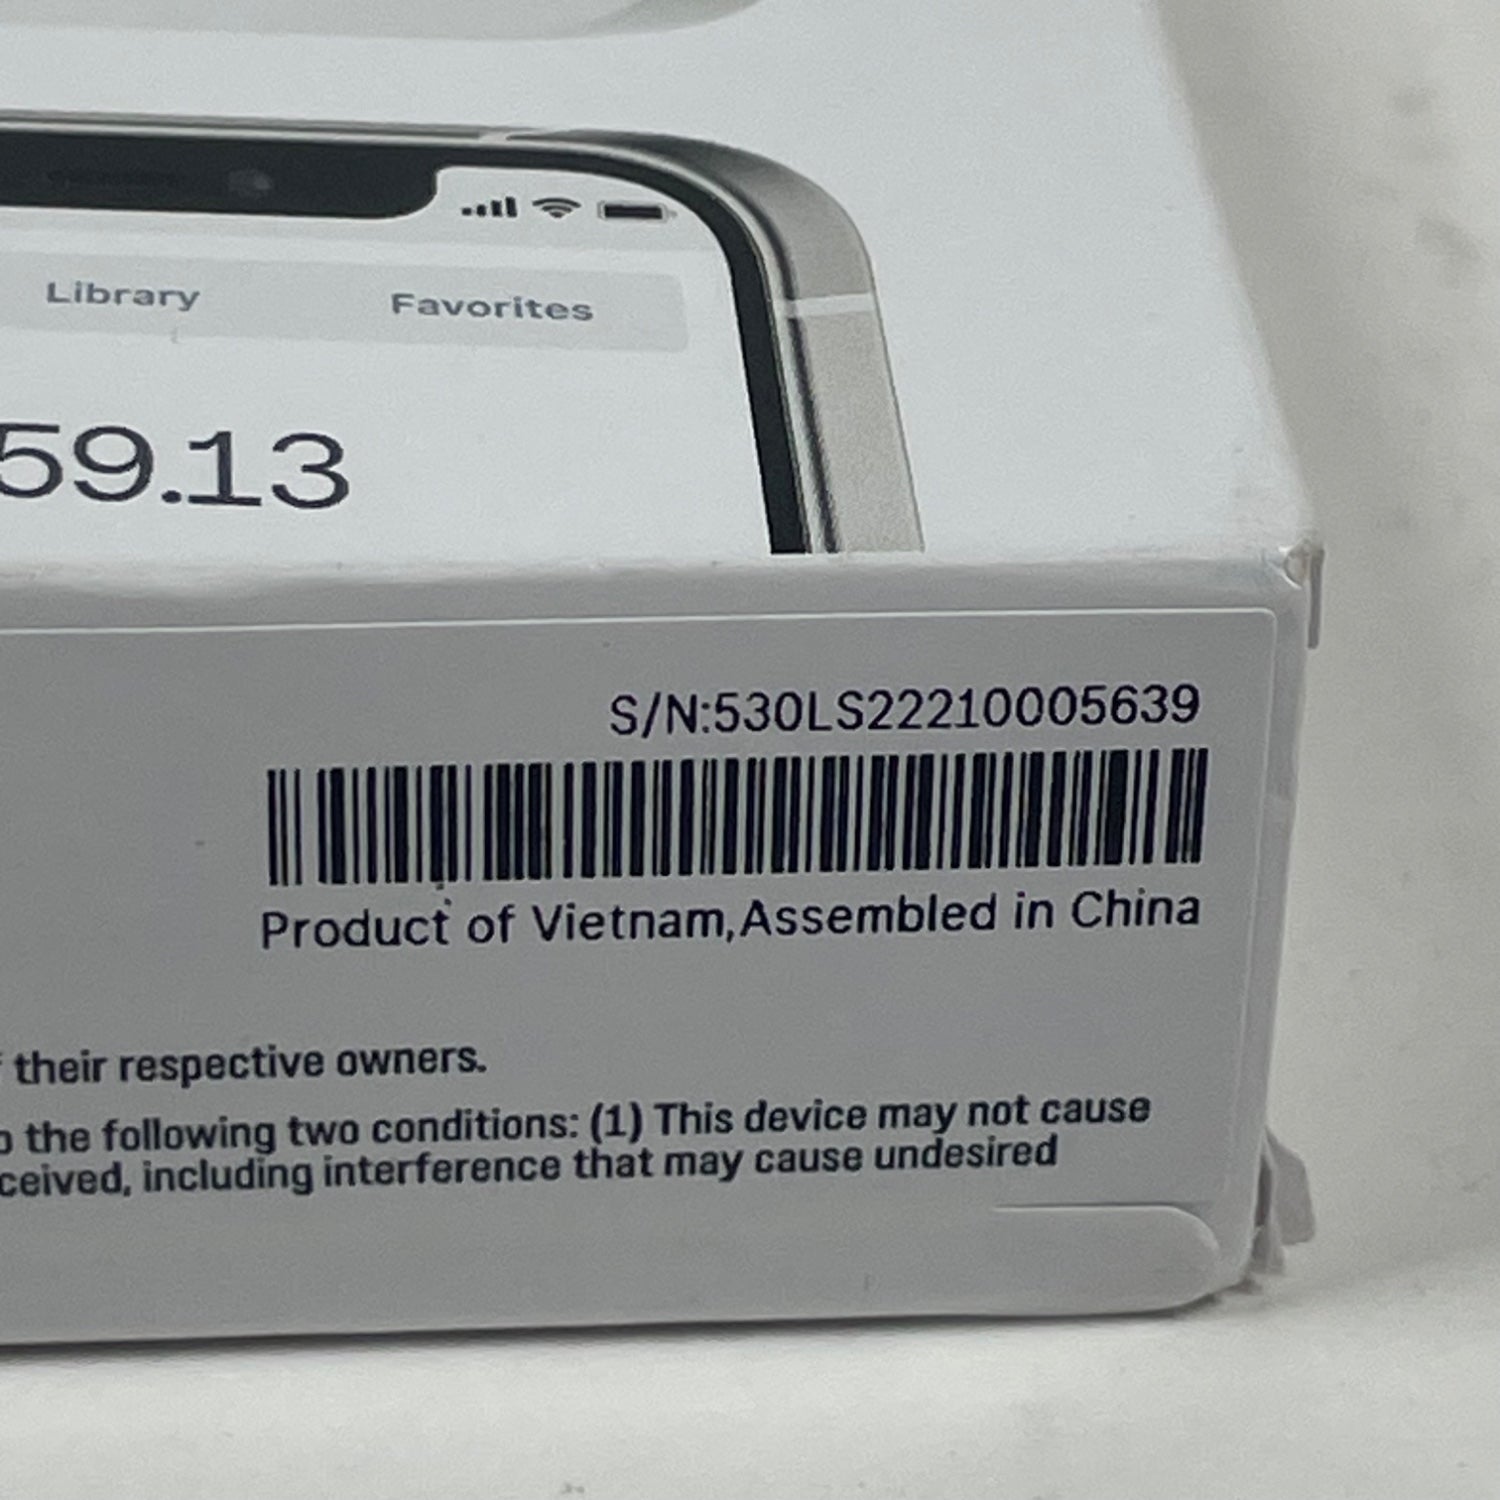 Library Favorites
59.13
S/N:530LS22210005639
Product of Vietnam,Assembled in China
their respective owners.
the following two conditions: (1) This device may not cause
ceived, including interference that may cause undesired